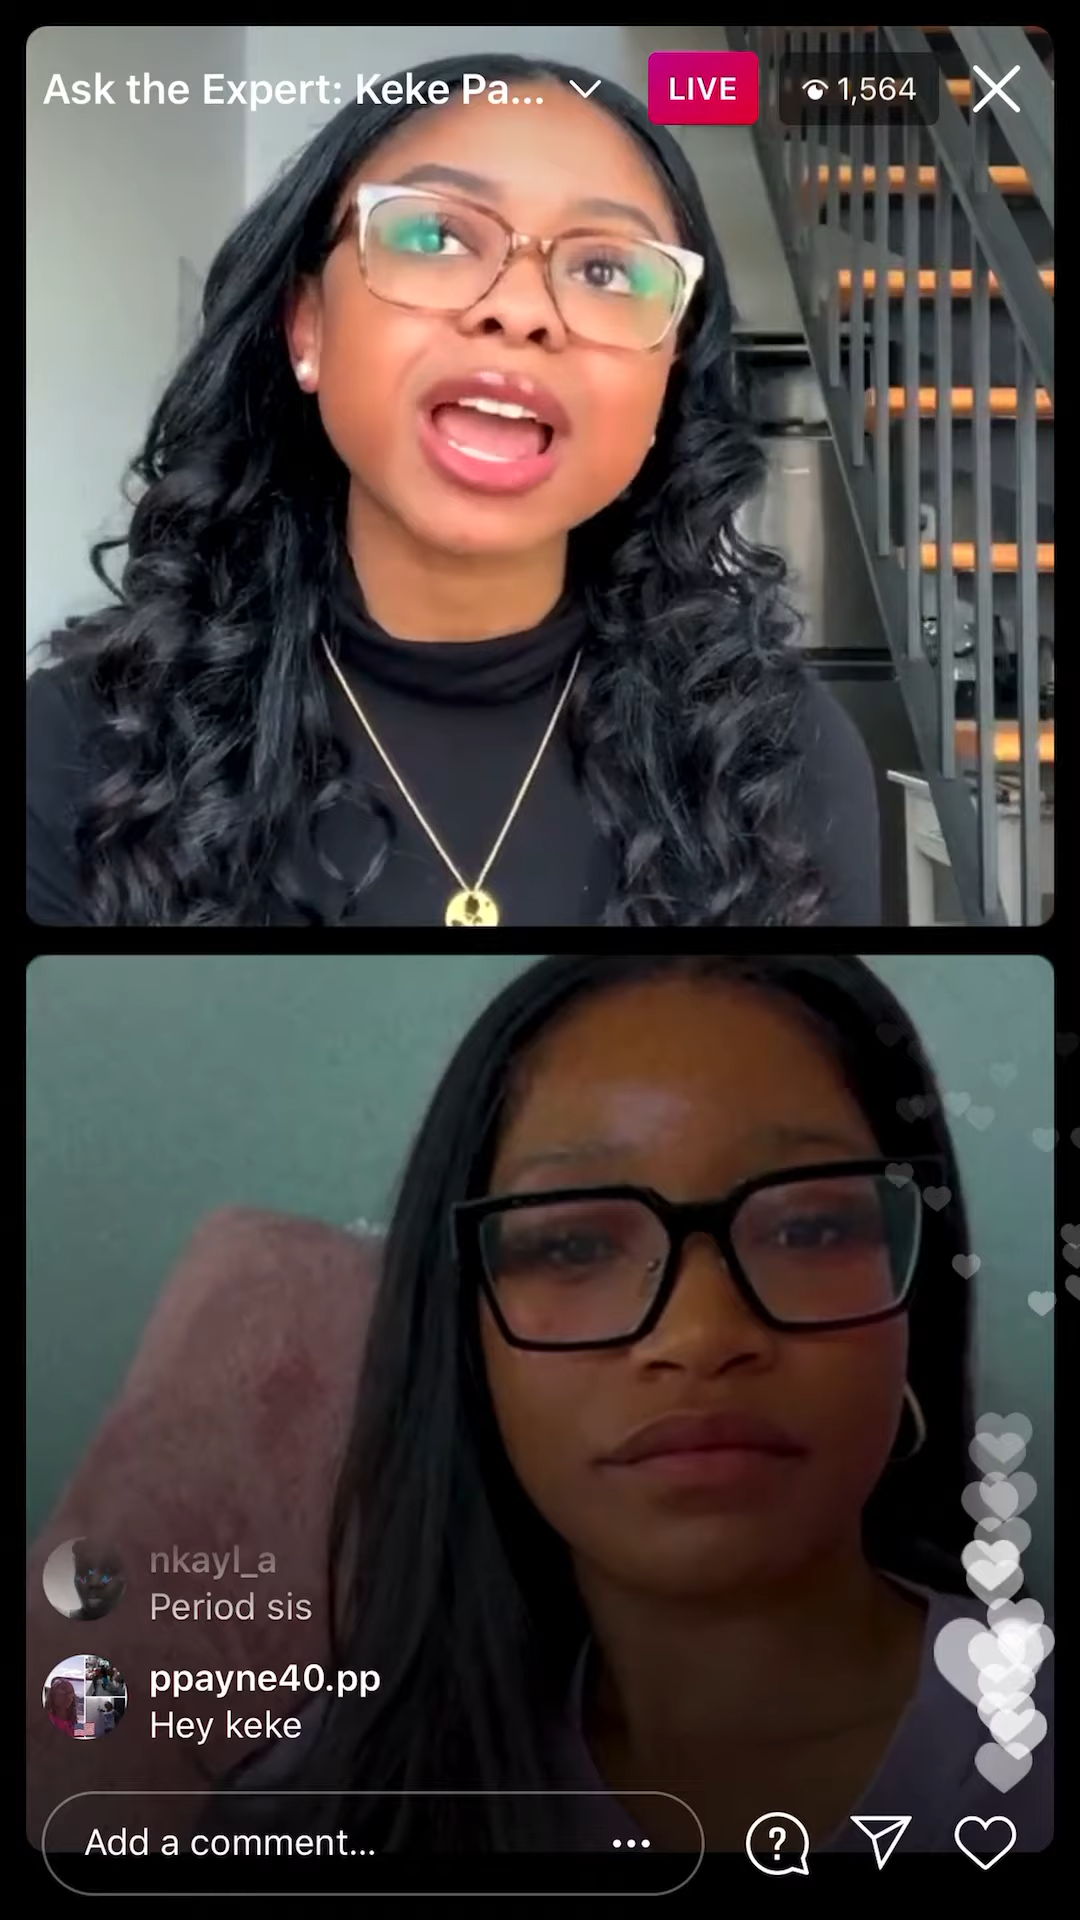 Ask the Expert: Keke Pa...
LIVE
1,564
nkayl_a
Period sis
ppayne40.pp
Hey keke
Add a comment...